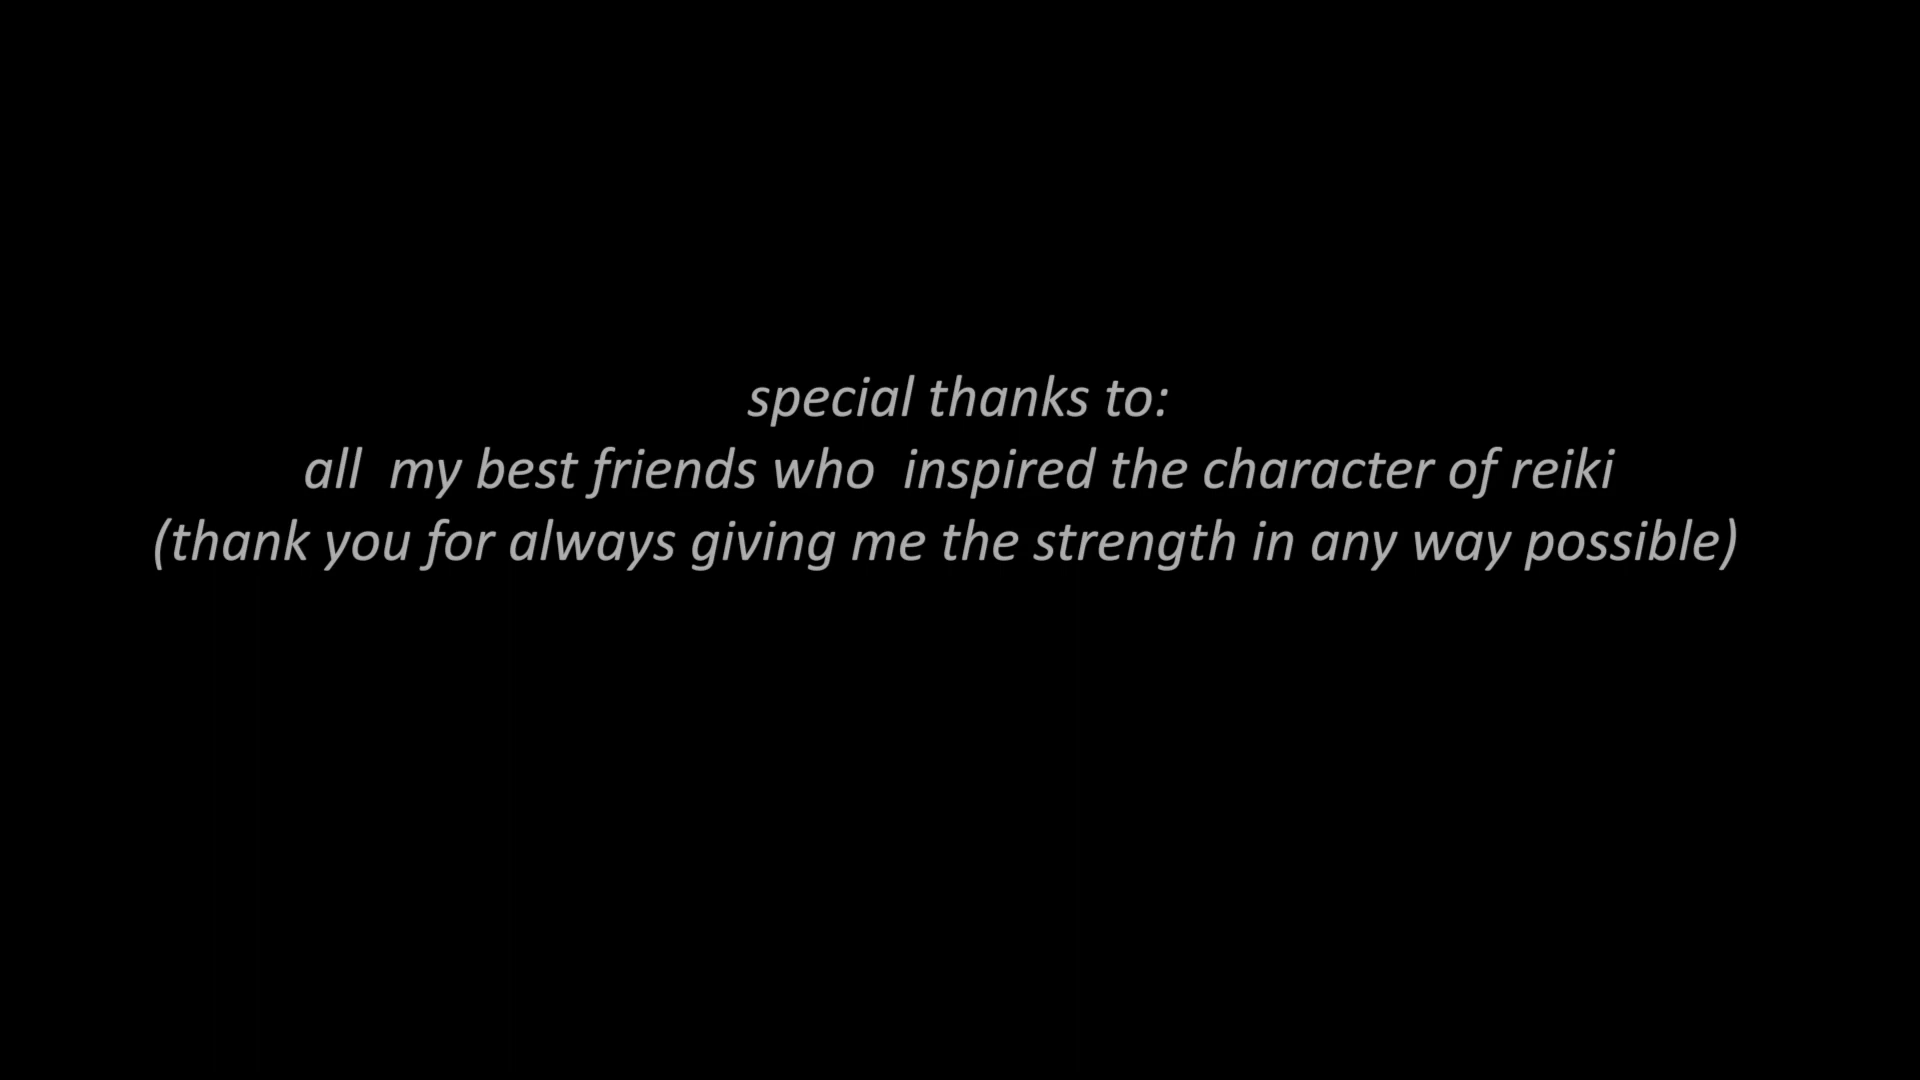 special thanks to:
all  my best friends who  inspired the character of reiki
(thank you for always giving me the strength in any way possible)